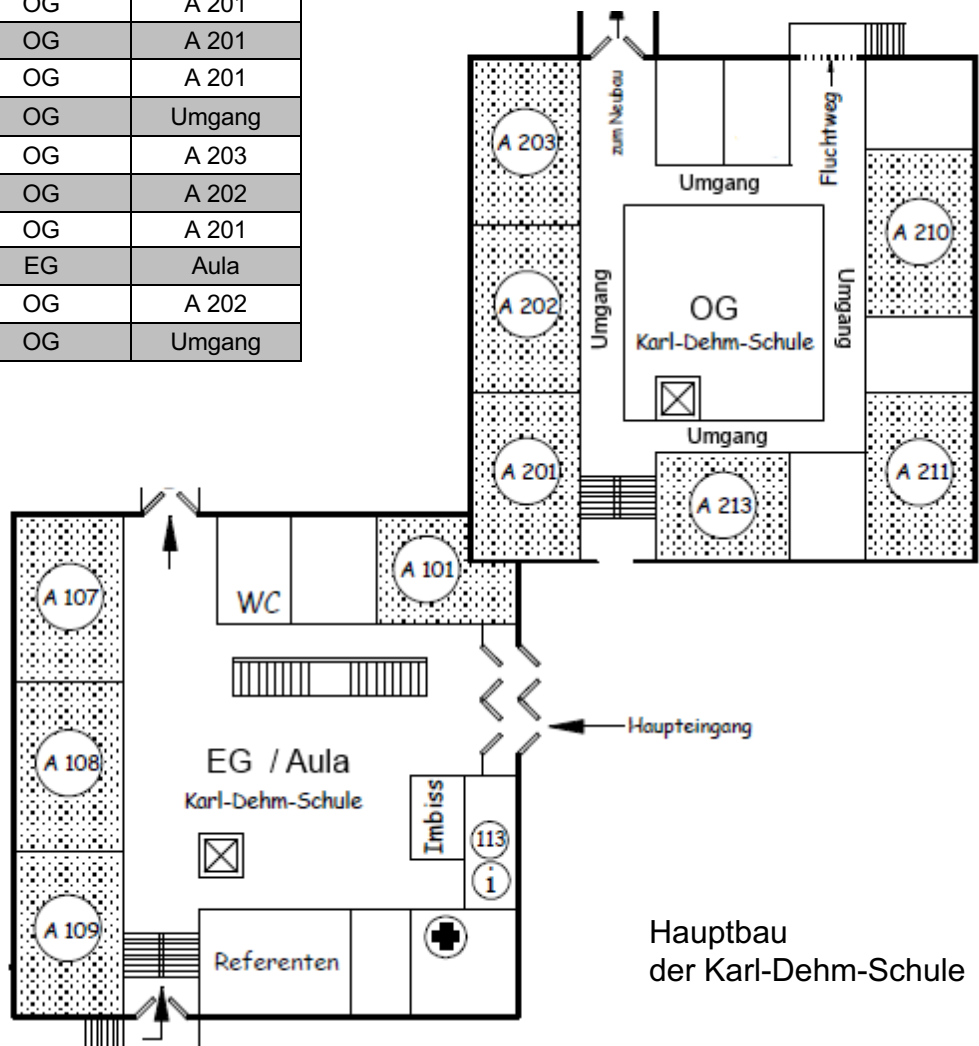 OG A 201
OG A 201
OG A 201
OG Umgang
OG A 203
OG A 202
OG A 201
EG Aula
OG A 202
OG Umgang
zum Neubau
Fluchtweg
A 203
Umgang
A 210
A 202
Umgang
OG
Karl-Dehm-Schule
Umgang
Umgang
A 201
A 213
A 211
A 107
WC
A 101
Haupteingang
A 108
EG / Aula
Karl-Dehm-Schule
Imbiss
113
i
A 109
Referenten
Hauptbau
der Karl-Dehm-Schule